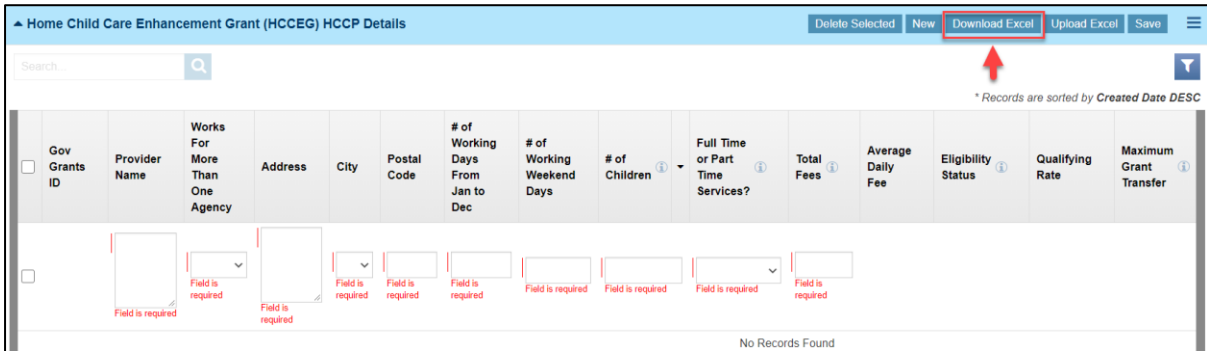 Home Child Care Enhancement Grant (HCCEG) HCCP Details
Delete Selected
New
Download Excel
Upload Excel
Save
Search...
* Records are sorted by Created Date DESC
Gov
Grants
ID
Provider
Name
Works
For
More
Than
One
Agency
Address
City
Postal
Code
# of
Working
Days
From
Jan to
Dec
# of
Working
Weekend
Days
# of
Children
Full Time
or Part
Time
Services?
Total
Fees
Average
Daily
Fee
Eligibility
Status
Qualifying
Rate
Maximum
Grant
Transfer
Field is required
Field is
required
Field is
required
Field is
required
Field is
required
Field is
required
Field is required
Field is required
Field is required
Field is
required
No Records Found